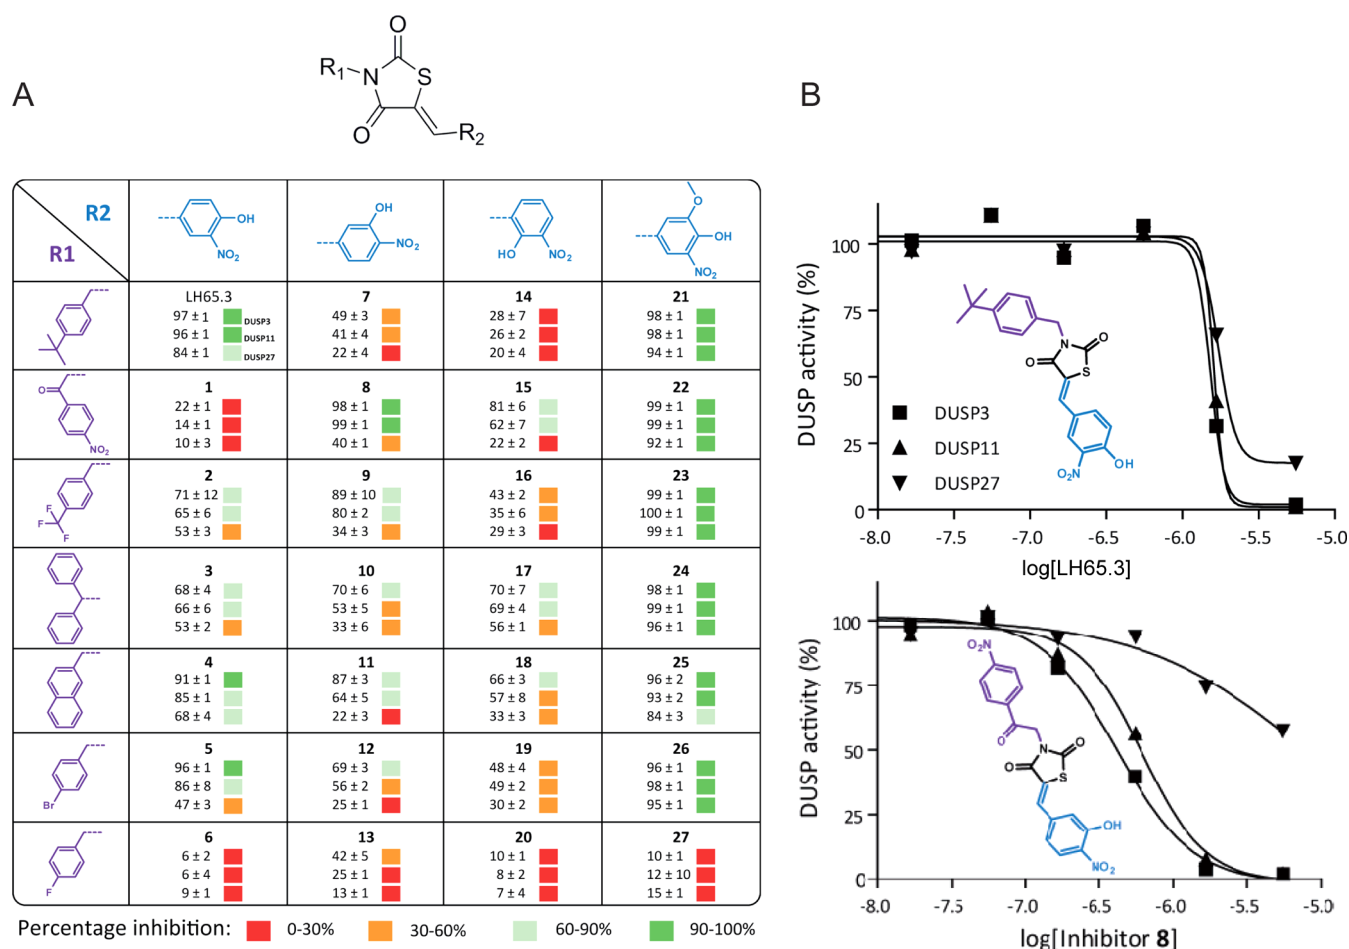 A
O
R1
N
S
O
R2
R2
R1
OH
NO2
OH
NO2
HO
NO2
O
OH
NO2
LH65.3
97 ± 1 DUSP3
96 ± 1 DUSP11
84 ± 1 DUSP27
7
49 ± 3
41 ± 4
22 ± 4
14
28 ± 7
26 ± 2
20 ± 4
21
98 ± 1
98 ± 1
94 ± 1
O
NO2
1
22 ± 1
14 ± 1
10 ± 3
8
98 ± 1
99 ± 1
40 ± 1
15
81 ± 6
62 ± 7
22 ± 2
22
99 ± 1
99 ± 1
92 ± 1
F
F
F
2
71 ± 12
65 ± 6
53 ± 3
9
89 ± 10
80 ± 2
34 ± 3
16
43 ± 2
35 ± 6
29 ± 3
23
99 ± 1
100 ± 1
99 ± 1
3
68 ± 4
66 ± 6
53 ± 2
10
70 ± 6
53 ± 5
33 ± 6
17
70 ± 7
69 ± 4
56 ± 1
24
98 ± 1
99 ± 1
96 ± 1
4
91 ± 1
85 ± 1
68 ± 4
11
87 ± 3
64 ± 5
22 ± 3
18
66 ± 3
57 ± 8
33 ± 3
25
96 ± 2
93 ± 2
84 ± 3
Br
5
96 ± 1
86 ± 8
47 ± 3
12
69 ± 3
56 ± 2
25 ± 1
19
48 ± 4
49 ± 2
30 ± 2
26
96 ± 1
98 ± 1
95 ± 1
F
6
6 ± 2
6 ± 4
9 ± 1
13
42 ± 5
25 ± 1
13 ± 1
20
10 ± 1
8 ± 2
7 ± 4
27
10 ± 1
12 ± 10
15 ± 1
Percentage inhibition: 0-30% 30-60% 60-90% 90-100%
B
DUSP activity (%)
100
75
50
25
0
N
O
O
S
O2N
OH
DUSP3
DUSP11
DUSP27
-8.0 -7.5 -7.0 -6.5 -6.0 -5.5 -5.0
log[LH65.3]
DUSP activity (%)
100
75
50
25
0
O2N
O
N
O
O
S
OH
NO2
-8.0 -7.5 -7.0 -6.5 -6.0 -5.5 -5.0
log[Inhibitor 8]